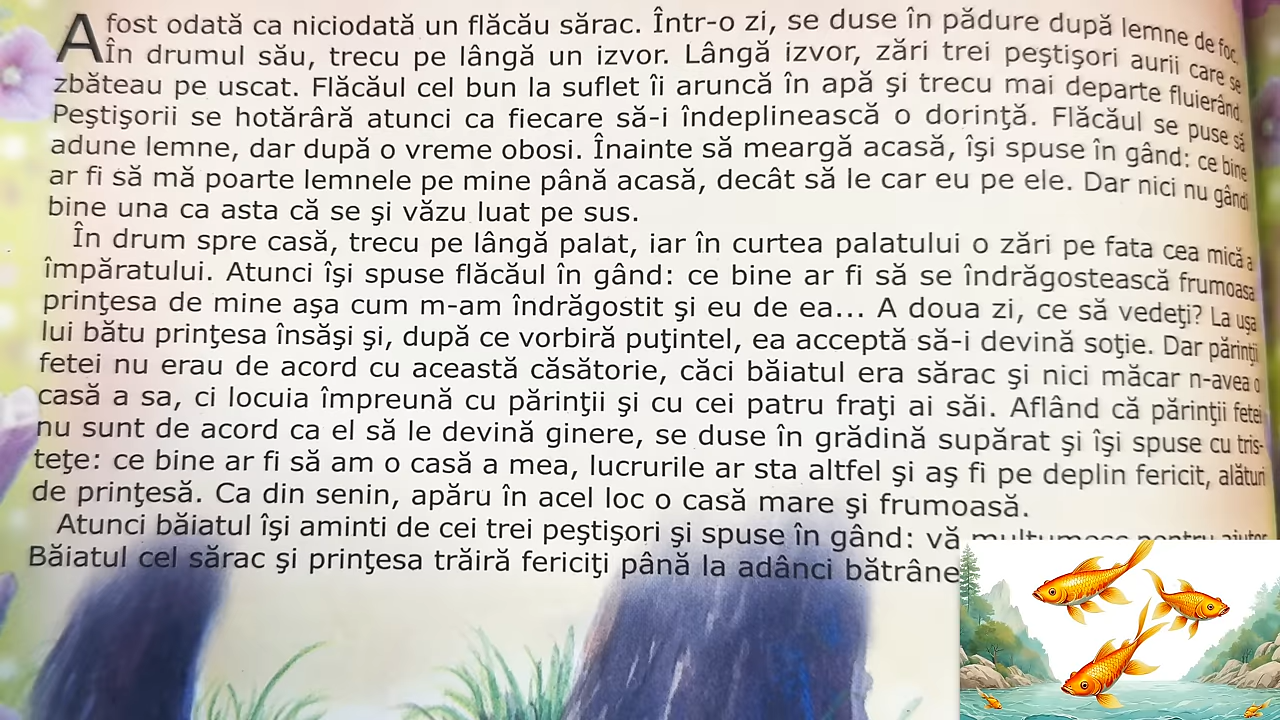 A fost odată ca niciodată un flăcău sărac. Într-o zi, se duse în pădure după lemne de foc.
În drumul său, trecu pe lângă un izvor. Lângă izvor, zări trei peştişori aurii care se
zbăteau pe uscat. Flăcăul cel bun la suflet îi aruncă în apă şi trecu mai departe fluierând.
Peştişorii se hotărâră atunci ca fiecare să-i îndeplinească o dorinţă. Flăcăul se puse să
adune lemne, dar după o vreme obosi. Înainte să meargă acasă, îşi spuse în gând: ce bine
ar fi să mă poarte lemnele pe mine până acasă, decât să le car eu pe ele. Dar nici nu gândi
bine una ca asta că se şi văzu luat pe sus.
În drum spre casă, trecu pe lângă palat, iar în curtea palatului o zări pe fata cea mică a
împăratului. Atunci îşi spuse flăcăul în gând: ce bine ar fi să se îndrăgostească frumoasa
prinţesa de mine aşa cum m-am îndrăgostit şi eu de ea... A doua zi, ce să vedeţi? La uşa
lui bătu prinţesa însăşi şi, după ce vorbiră puţintel, ea acceptă să-i devină soţie. Dar părinţii
fetei nu erau de acord cu această căsătorie, căci băiatul era sărac şi nici măcar n-avea o
casă a sa, ci locuia împreună cu părinţii şi cu cei patru fraţi ai săi. Aflând că părinţii fetei
nu sunt de acord ca el să le devină ginere, se duse în grădină supărat şi îşi spuse cu tris-
teţe: ce bine ar fi să am o casă a mea, lucrurile ar sta altfel şi aş fi pe deplin fericit, alături
de prinţesă. Ca din senin, apăru în acel loc o casă mare şi frumoasă.
Atunci băiatul îşi aminti de cei trei peştişori şi spuse în gând: vă mulţumesc pentru ajutor
Băiatul cel sărac şi prinţesa trăiră fericiţi până la adânci bătrâne